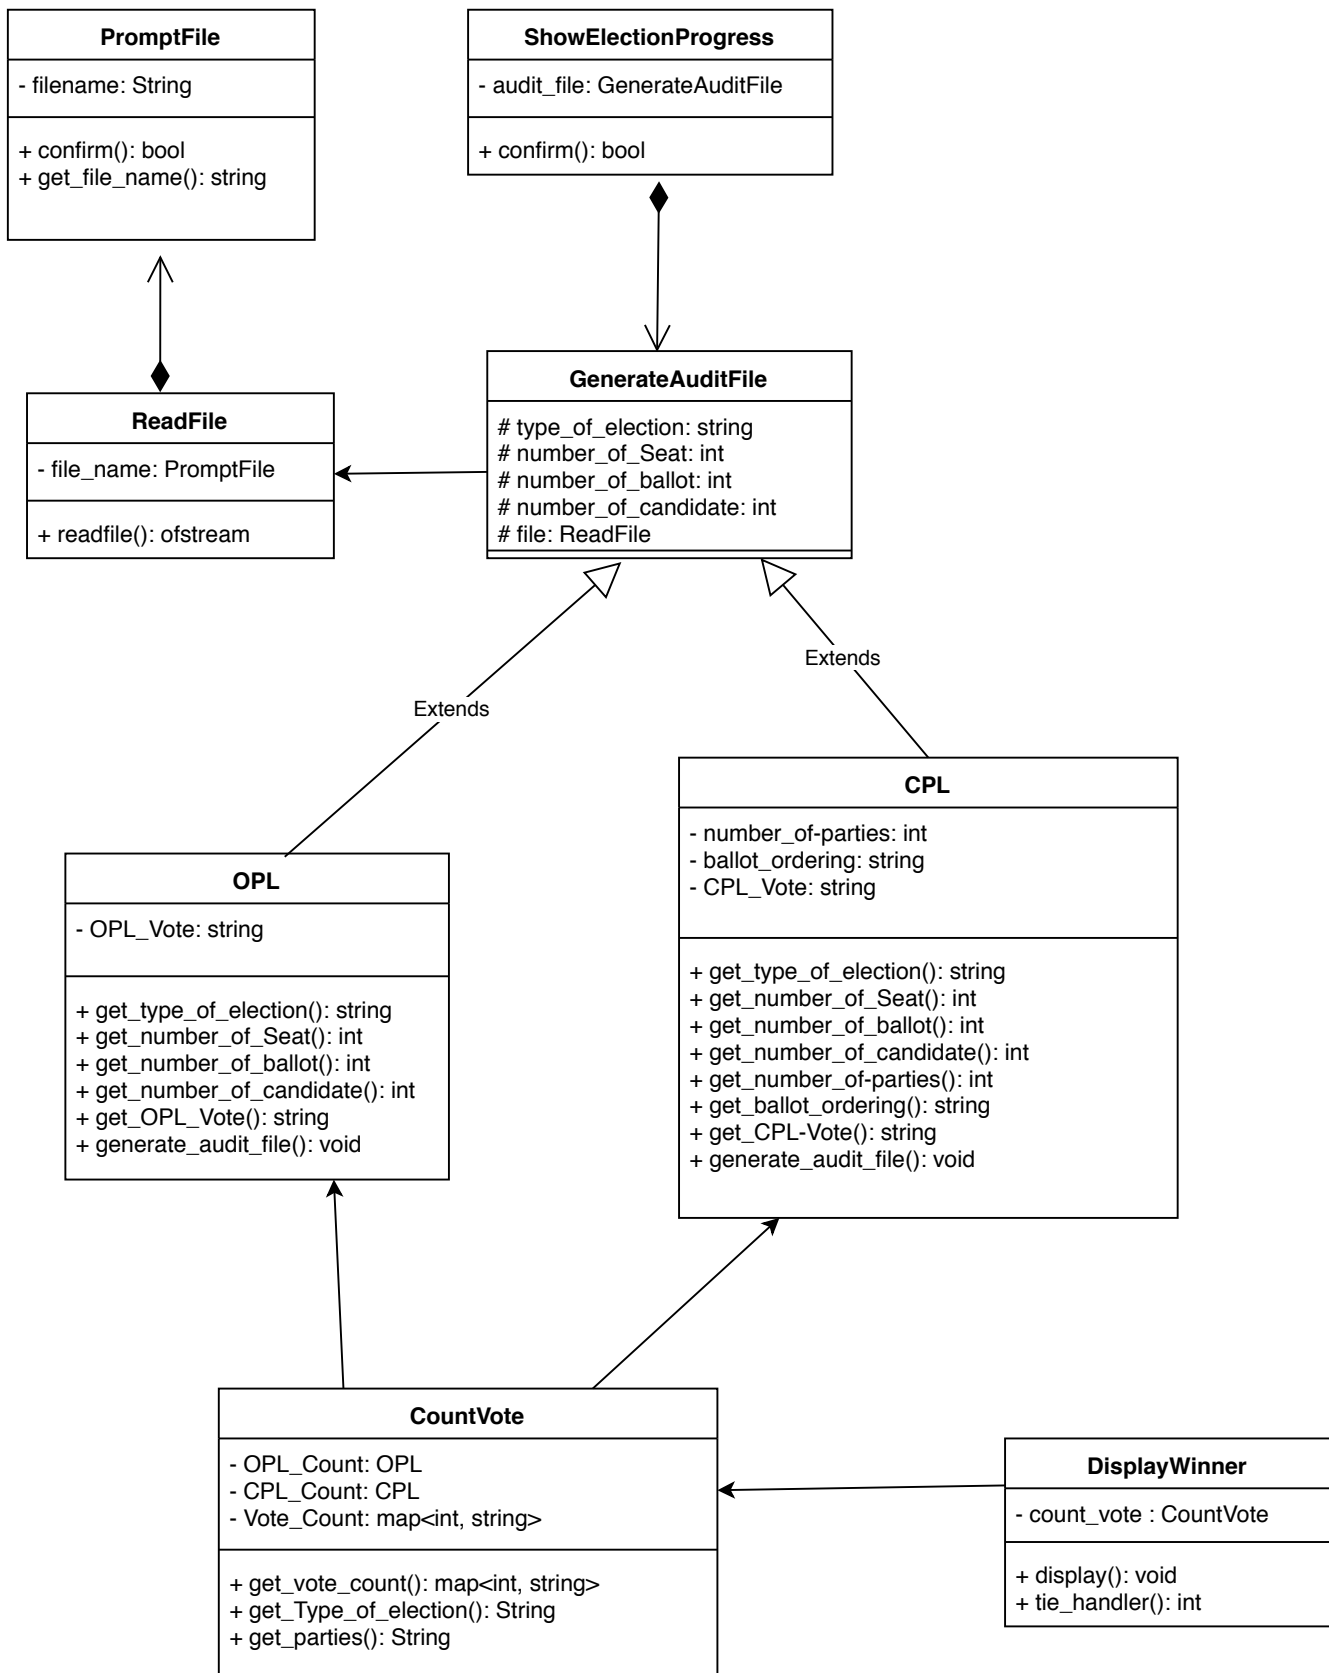 PromptFile
- filename: String
+ confirm(): bool
+ get_file_name(): string
ShowElectionProgress
- audit_file: GenerateAuditFile
+ confirm(): bool
ReadFile
- file_name: PromptFile
+ readfile(): ofstream
GenerateAuditFile
# type_of_election: string
# number_of_Seat: int
# number_of_ballot: int
# number_of_candidate: int
# file: ReadFile
Extends
Extends
OPL
- OPL_Vote: string
+ get_type_of_election(): string
+ get_number_of_Seat(): int
+ get_number_of_ballot(): int
+ get_number_of_candidate(): int
+ get_OPL_Vote(): string
+ generate_audit_file(): void
CPL
- number_of-parties: int
- ballot_ordering: string
- CPL_Vote: string
+ get_type_of_election(): string
+ get_number_of_Seat(): int
+ get_number_of_ballot(): int
+ get_number_of_candidate(): int
+ get_number_of-parties(): int
+ get_ballot_ordering(): string
+ get_CPL-Vote(): string
+ generate_audit_file(): void
CountVote
- OPL_Count: OPL
- CPL_Count: CPL
- Vote_Count: map<int, string>
+ get_vote_count(): map<int, string>
+ get_Type_of_election(): String
+ get_parties(): String
DisplayWinner
- count_vote : CountVote
+ display(): void
+ tie_handler(): int